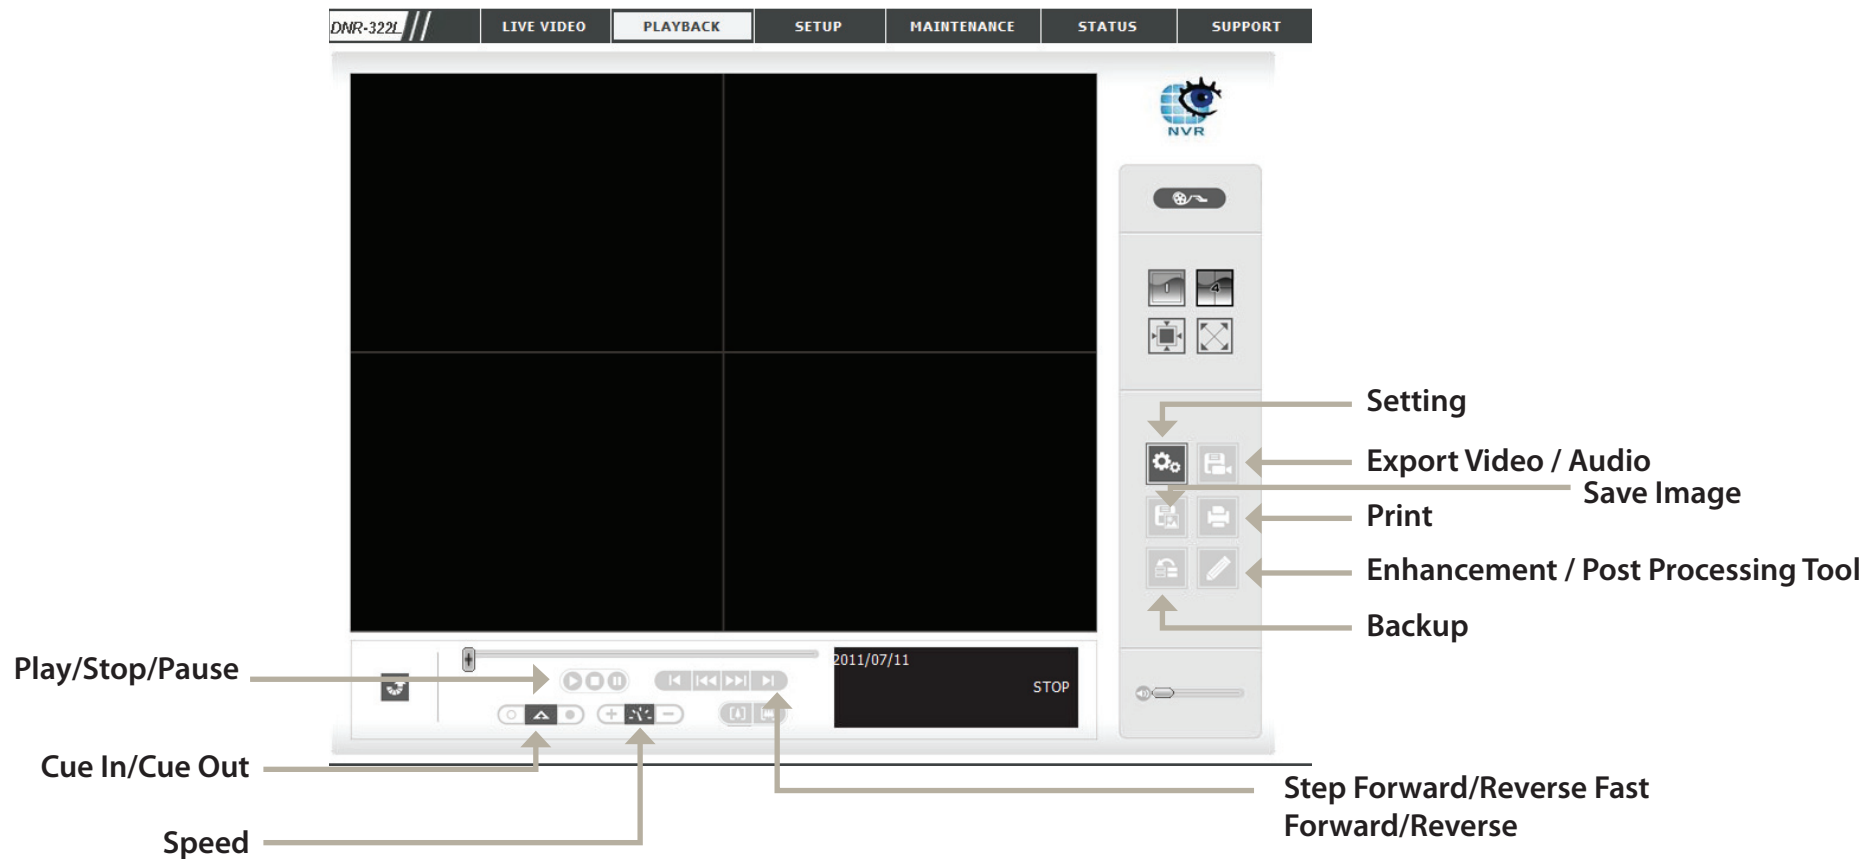 DNR-322L
LIVE VIDEO
PLAYBACK
SETUP
MAINTENANCE
STATUS
SUPPORT
NVR
1
4
Setting
Export Video / Audio
Save Image
Print
Enhancement / Post Processing Tool
Backup
Play/Stop/Pause
2011/07/11
STOP
Cue In/Cue Out
Step Forward/Reverse Fast
Forward/Reverse
Speed